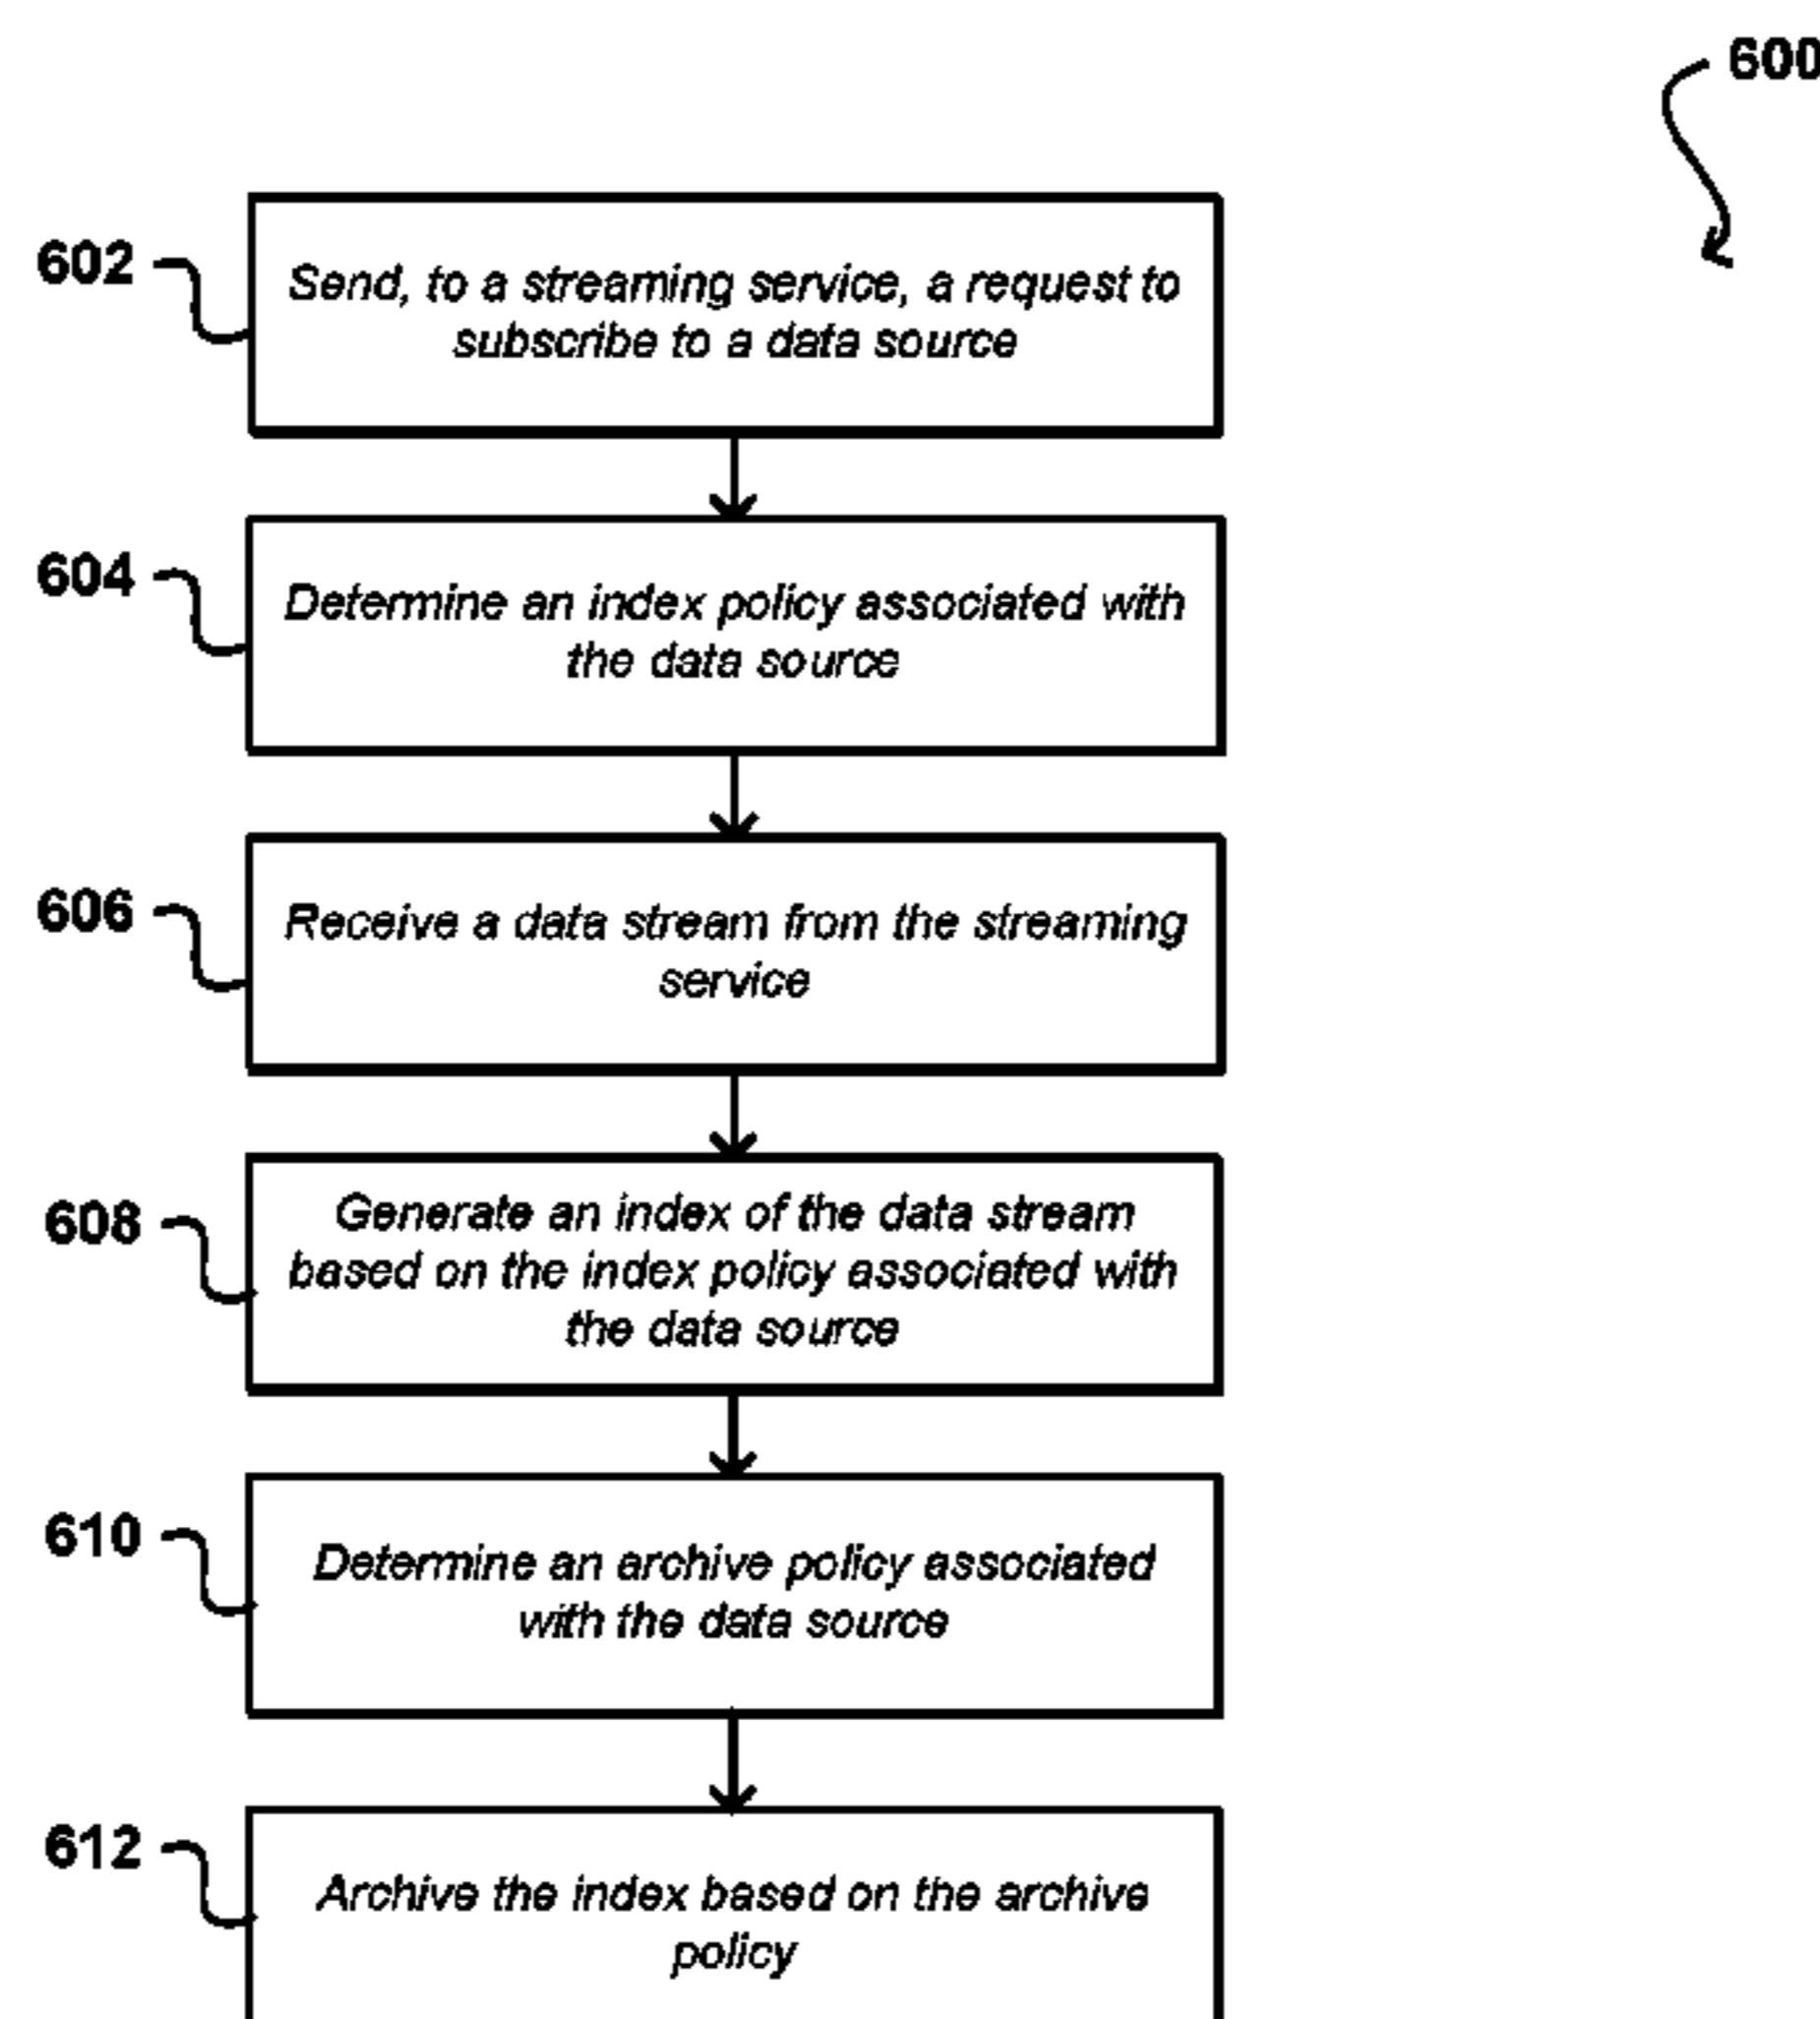 600
602
Send, to a streaming service, a request to
subscribe to a data source
604
Determine an index policy associated with
the data source
606
Receive a data stream from the streaming
service
608
Generate an index of the data stream
based on the index policy associated with
the data source
610
Determine an archive policy associated
with the data source
612
Archive the index based on the archive
policy